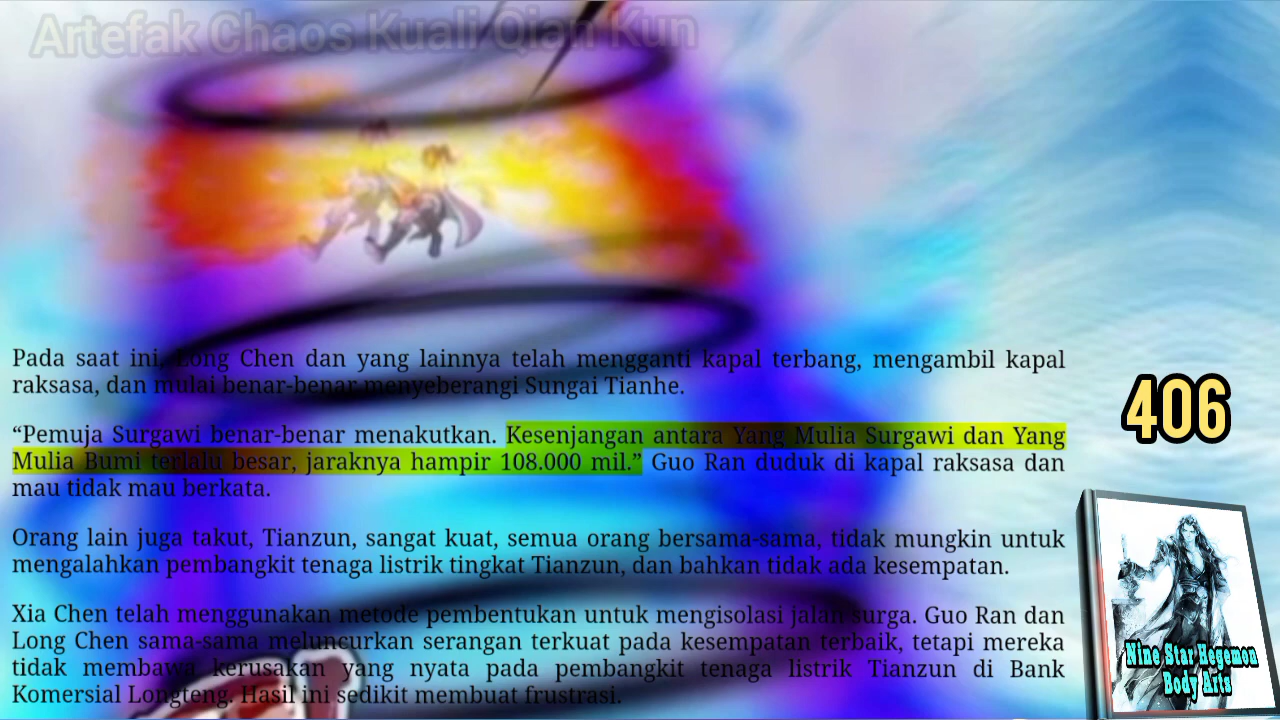 Artefak Chaos Kuali Qian Kun
Pada saat ini, Long Chen dan yang lainnya telah mengganti kapal terbang, mengambil kapal
raksasa, dan mulai benar-benar menyeberangi Sungai Tianhe.
“Pemuja Surgawi benar-benar menakutkan. Kesenjangan antara Yang Mulia Surgawi dan Yang
Mulia Bumi terlalu besar, jaraknya hampir 108.000 mil.” Guo Ran duduk di kapal raksasa dan
mau tidak mau berkata.
Orang lain juga takut, Tianzun, sangat kuat, semua orang bersama-sama, tidak mungkin untuk
mengalahkan pembangkit tenaga listrik tingkat Tianzun, dan bahkan tidak ada kesempatan.
Xia Chen telah menggunakan metode pembentukan untuk mengisolasi jalan surga. Guo Ran dan
Long Chen sama-sama meluncurkan serangan terkuat pada kesempatan terbaik, tetapi mereka
tidak membawa kerusakan yang nyata pada pembangkit tenaga listrik Tianzun di Bank
Komersial Longteng. Hasil ini sedikit membuat frustrasi.
406
Nine Star Hegemon
Body Arts